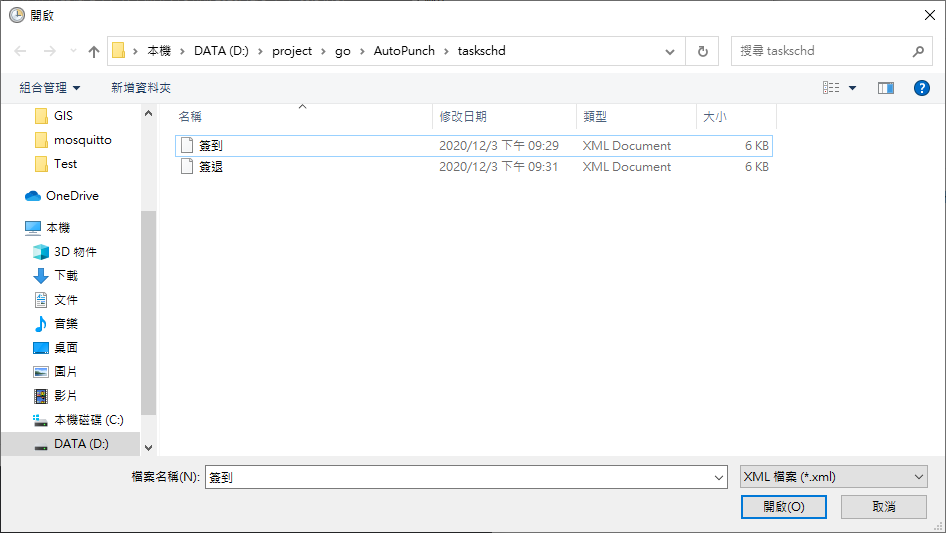 開啟
本機 DATA (D:) project go AutoPunch taskschd
搜尋 taskschd
組合管理 新增資料夾
GIS
mosquitto
Test
OneDrive
本機
3D 物件
下載
文件
音樂
桌面
圖片
影片
本機磁碟 (C:)
DATA (D:)
名稱 修改日期 類型 大小
簽到 2020/12/3 下午 09:29 XML Document 6 KB
簽退 2020/12/3 下午 09:31 XML Document 6 KB
檔案名稱(N): 簽到 XML 檔案 (*.xml)
開啟(O) 取消